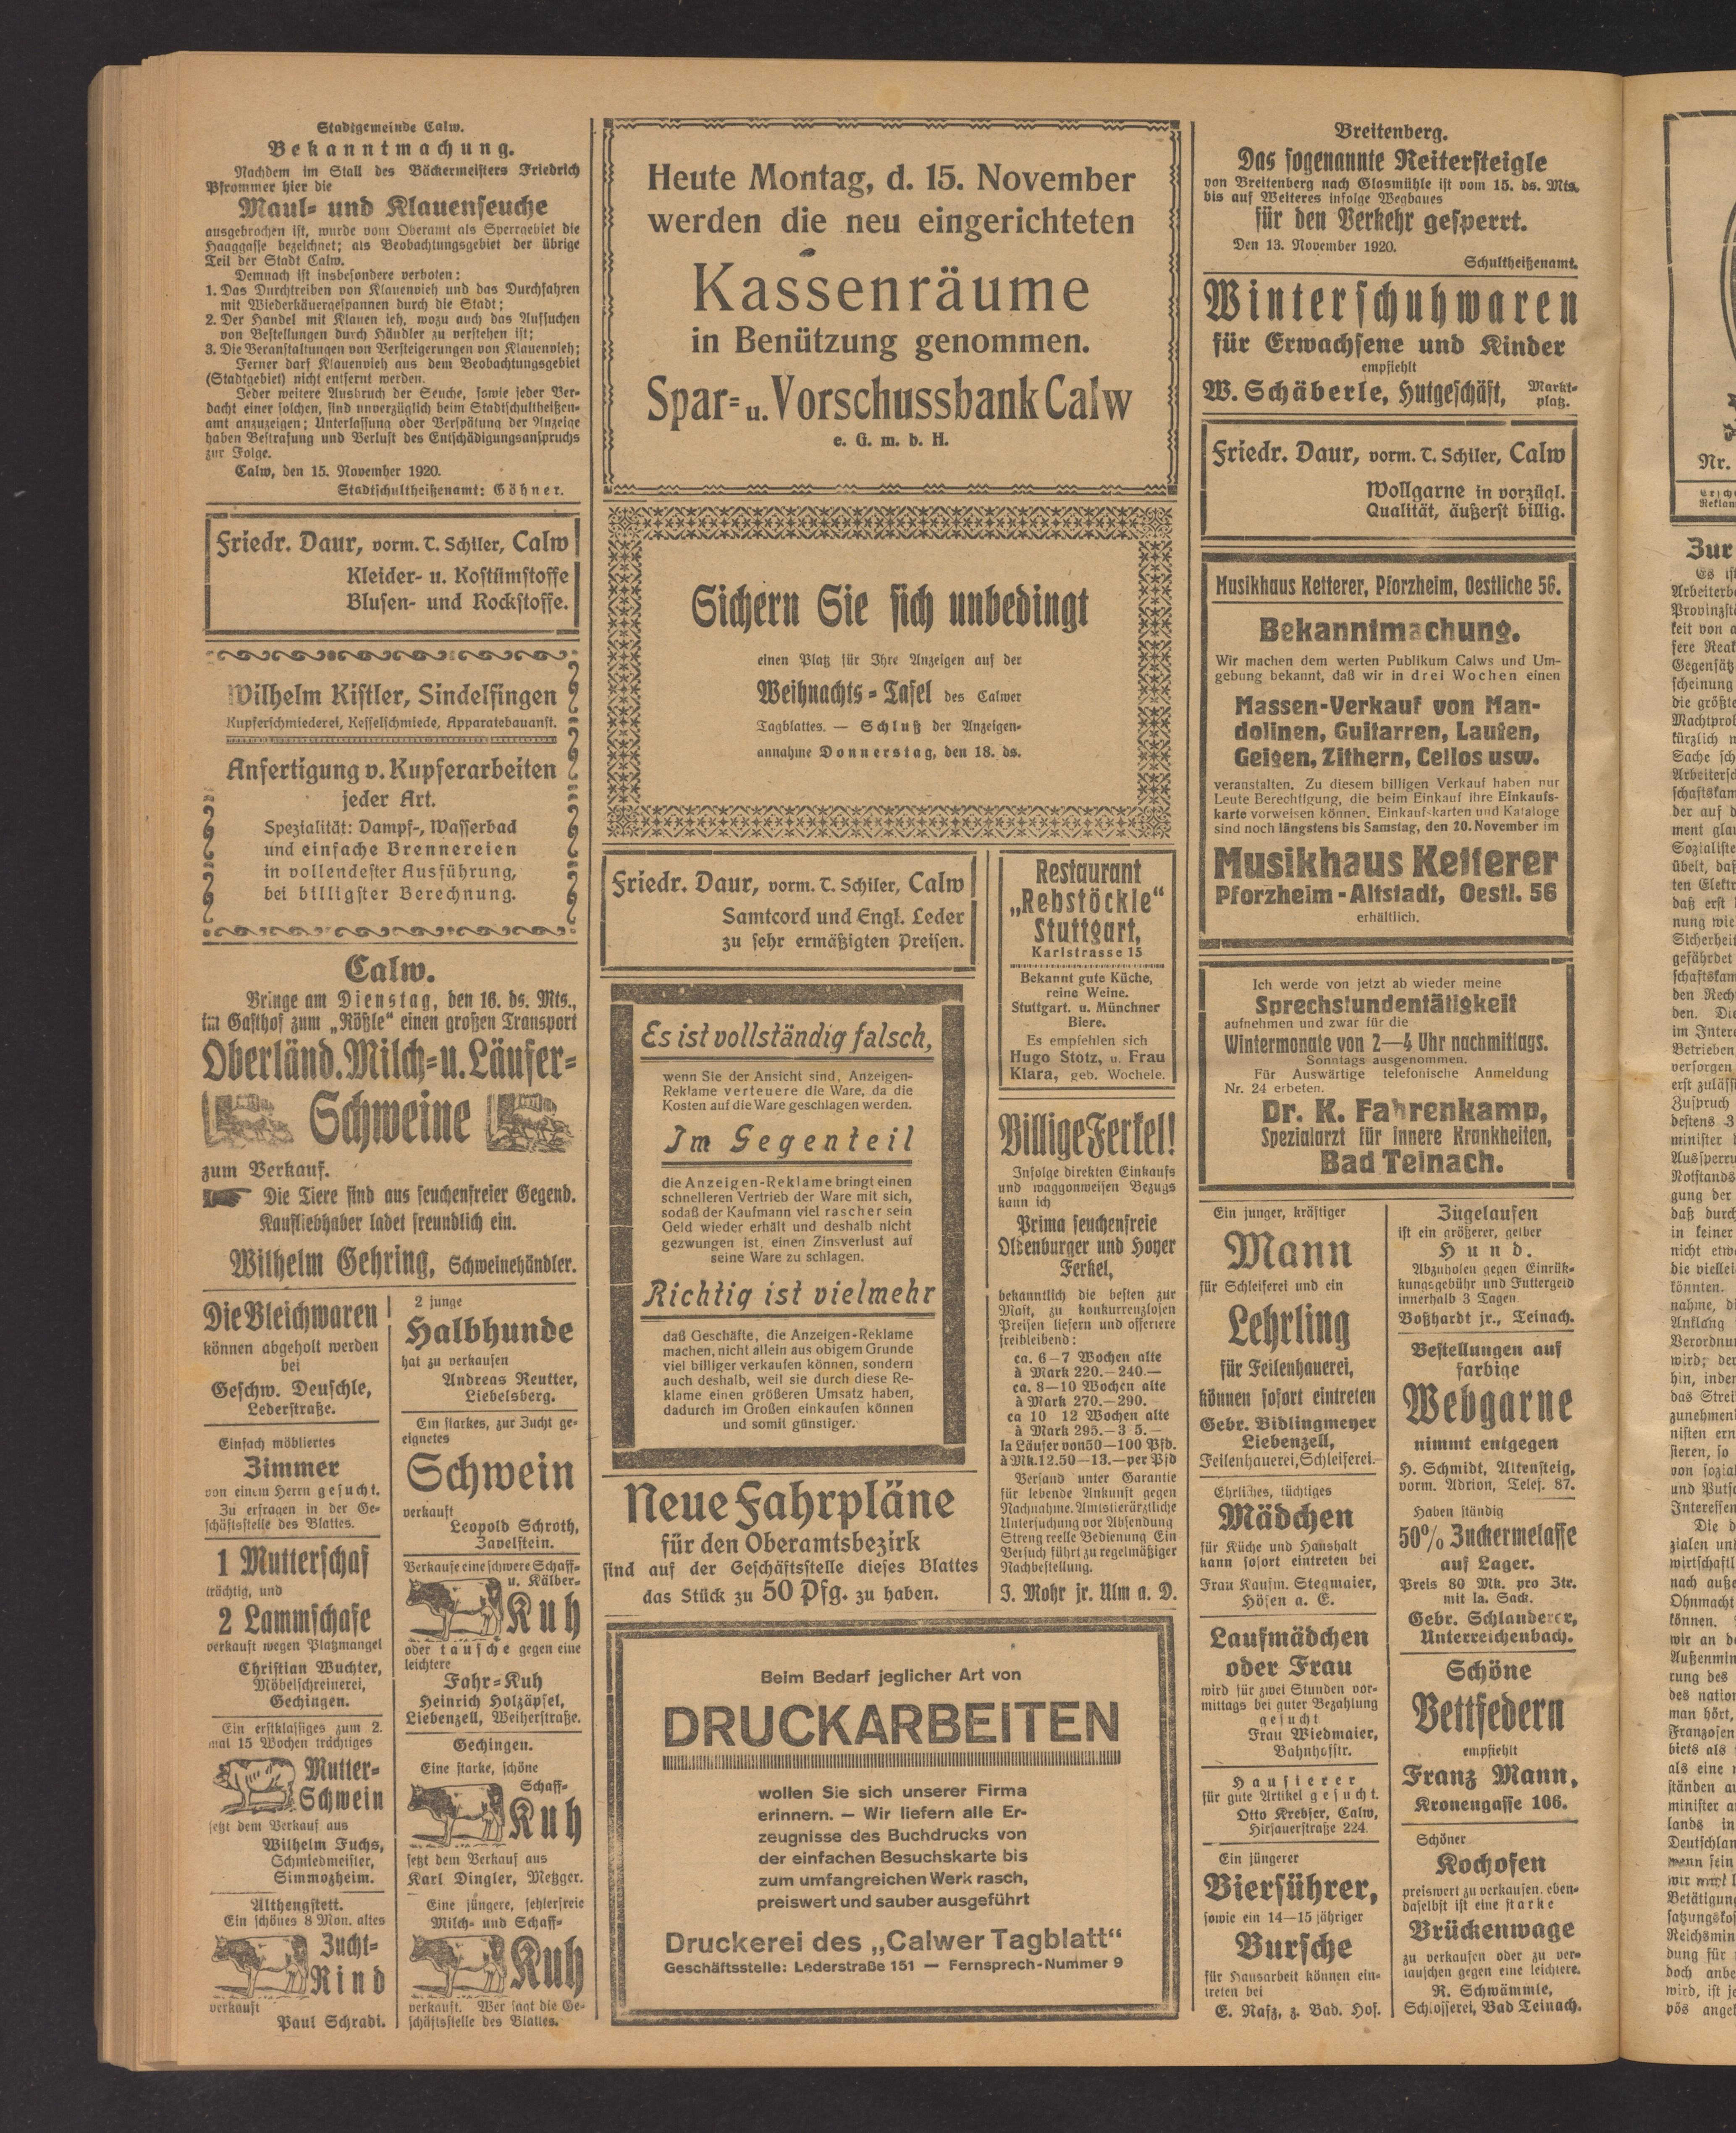 Stadtgemeinde Calw.
Bekanntmachung.
Nachdem im Stall des Bäckermeisters Friedrich
Pfrommer hier die
Maul- und Klauenseuche
ausgebrochen ist, wurde vom Oberamt als Sperrgebiet die
Haaggasse bezeichnet; als Beobachtungsgebiet der übrige
Teil der Stadt Calw.
Demnach ist insbesondere verboten:
1. Das Durchtreiben von Klauenvieh und das Durchfahren
mit Wiederkäuergespannen durch die Stadt;
2. Der Handel mit Klauen ieh, wozu auch das Aufsuchen
von Bestellungen durch Händler zu verstehen ist;
3. Die Veranstaltungen von Versteigerungen von Klauenvieh;
Ferner darf Klauenvieh aus dem Beobachtungsgebiet
(Stadtgebiet) nicht entfernt werden.
Jeder weitere Ausbruch der Seuche, sowie jeder Ver-
dacht einer solchen, sind unverzüglich beim Stadtschultheißen-
amt anzuzeigen; Unterlassung oder Verspätung der Anzeige
haben Bestrafung und Verlust des Entschädigungsanspruchs
zur Folge.
Calw, den 15. November 1920.
Stadtschultheißenamt: Göhner.
Friedr. Daur, vorm. T. Schiler, Calw
Kleider- u. Kostümstoffe
Blusen- und Rockstoffe.
Wilhelm Kistler, Sindelfingen
Kupferschmiederei, Kesselschmiede, Apparatebauanst.
Anfertigung v. Kupferarbeiten
jeder Art.
Spezialität: Dampf-, Wasserbad
und einfache Brennereien
in vollendester Ausführung,
bei billigster Berechnung.
Calw.
Bringe am Dienstag, den 16. ds. Mts.,
im Gasthof zum „Rößle“ einen großen Transport
Oberländ. Milch- u. Läufer-
Schweine
zum Verkauf.
Die Tiere sind aus seuchenfreier Gegend.
Kaufliebhaber ladet freundlich ein.
Wilhelm Gehring, Schweinehändler.
Die Bleichwaren
können abgeholt werden
bei
Geschw. Deuschle,
Lederstraße.
Einfach möbliertes
Zimmer
von einem Herrn gesucht.
Zu erfragen in der Ge-
schäftsstelle des Blattes.
1 Mutterschaf
trächtig, und
2 Lammschafe
verkauft wegen Platzmangel
Christian Wuchter,
Möbelschreinerei,
Gechingen.
Ein erstklassiges zum 2.
mal 15 Wochen trächtiges
Mutter-
Schwein
setzt dem Verkauf aus
Wilhelm Fuchs,
Schmiedmeister,
Simmozheim.
Althengstett.
Ein schönes 8 Mon. altes
Zucht-
Rind
verkauft
Paul Schradi.
2 junge
Halbhunde
hat zu verkaufen
Andreas Reutter,
Liebelsberg.
Ein starkes, zur Zucht ge-
eignetes
Schwein
verkauft
Leopold Schroth,
Zavelstein.
Verkaufe eine schwere Schaff-
u. Kälber-
Kuh
oder tausche gegen eine
leichtere
Fahr-Kuh
Heinrich Holzäpfel,
Liebenzell, Weiherstraße.
Gechingen.
Eine starke, schöne
Schaff-
Kuh
setzt dem Verkauf aus
Karl Dingler, Metzger.
Eine jüngere, fehlerfreie
Milch- und Schaff-
Kuh
verkauft. Wer sagt die Ge-
schäftsstelle des Blattes.
Heute Montag, d. 15. November
werden die neu eingerichteten
Kassenräume
in Benützung genommen.
Spar- u. Vorschussbank Calw
e. G. m. b. H.
Sichern Sie sich unbedingt
einen Platz für Ihre Anzeigen auf der
Weihnachts-Tafel des Calwer
Tagblattes. — Schluß der Anzeigen-
annahme Donnerstag, den 18. ds.
Friedr. Daur, vorm. T. Schiler, Calw
Samtcord und Engl. Leder
zu sehr ermäßigten Preisen.
Es ist vollständig falsch,
wenn Sie der Ansicht sind, Anzeigen-
Reklame verteuere die Ware, da die
Kosten auf die Ware geschlagen werden.
Im Gegenteil
die Anzeigen-Reklame bringt einen
schnelleren Vertrieb der Ware mit sich,
sodaß der Kaufmann viel rascher sein
Geld wieder erhält und deshalb nicht
gezwungen ist, einen Zinsverlust auf
seine Ware zu schlagen.
Richtig ist vielmehr
daß Geschäfte, die Anzeigen-Reklame
machen, nicht allein aus obigem Grunde
viel billiger verkaufen können, sondern
auch deshalb, weil sie durch diese Re-
klame einen größeren Umsatz haben,
dadurch im Großen einkaufen können
und somit günstiger.
Neue Fahrpläne
für den Oberamtsbezirk
sind auf der Geschäftsstelle dieses Blattes
das Stück zu 50 Pfg. zu haben.
Restaurant
„Rebstöckle“
Stuttgart,
Karlstrasse 15
Bekannt gute Küche,
reine Weine.
Stuttgart. u. Münchner
Biere.
Es empfehlen sich
Hugo Stotz, u. Frau
Klara, geb. Wochele.
Billige Ferkel!
Infolge direkten Einkaufs
und waggonweisen Bezugs
kann ich
Prima seuchenfreie
Oldenburger und Hoyer
Ferkel,
bekanntlich die besten zur
Mast, zu konkurrenzlosen
Preisen liefern und offeriere
freibleibend:
ca. 6–7 Wochen alte
à Mark 220.–240.—
ca. 8–10 Wochen alte
à Mark 270.–290.
ca 10 12 Wochen alte
à Mark 295.–3 5.–
Ia Läufer von 50–100 Pfd.
à Mk. 12.50–13.—per Pfd
Versand unter Garantie
für lebende Ankunft gegen
Nachnahme. Amtstierärztliche
Untersuchung vor Absendung
Streng reelle Bedienung Ein
Versuch führt zu regelmäßiger
Nachbestellung.
J. Mohr jr. Ulm a. D.
Beim Bedarf jeglicher Art von
DRUCKARBEITEN
wollen Sie sich unserer Firma
erinnern. — Wir liefern alle Er-
zeugnisse des Buchdrucks von
der einfachen Besuchskarte bis
zum umfangreichen Werk rasch,
preiswert und sauber ausgeführt
Druckerei des „Calwer Tagblatt“
Geschäftsstelle: Lederstraße 151 — Fernsprech-Nummer 9
Breitenberg.
Das sogenannte Reitersteigle
von Breitenberg nach Glasmühle ist vom 15. ds. Mts.
bis auf Weiteres infolge Wegbaues
für den Verkehr gesperrt.
Den 13. November 1920.
Schultheißenamt.
Winterschuhwaren
für Erwachsene und Kinder
empfiehlt
W. Schäberle, Hutgeschäft, Markt-
platz.
Friedr. Daur, vorm. T. Schiler, Calw
Wollgarne in vorzügl.
Qualität, äußerst billig.
Musikhaus Ketterer, Pforzheim, Oestliche 56.
Bekanntmachung.
Wir machen dem werten Publikum Calws und Um-
gebung bekannt, daß wir in drei Wochen einen
Massen-Verkauf von Man-
dolinen, Guitarren, Lauten,
Geigen, Zithern, Cellos usw.
veranstalten. Zu diesem billigen Verkauf haben nur
Leute Berechtigung, die beim Einkauf ihre Einkaufs-
karte vorweisen können. Einkaufskarten und Kataloge
sind noch längstens bis Samstag, den 20. November im
Musikhaus Ketterer
Pforzheim-Altstadt, Oestl. 56
erhältlich.
Ich werde von jetzt ab wieder meine
Sprechstundentätigkeit
aufnehmen und zwar für die
Wintermonate von 2—4 Uhr nachmittags.
Sonntags ausgenommen.
Für Auswärtige telefonische Anmeldung
Nr. 24 erbeten.
Dr. K. Fahrenkamp,
Spezialarzt für innere Krankheiten,
Bad Teinach.
Ein junger, kräftiger
Mann
für Schleiferei und ein
Lehrling
für Feilenhauerei,
können sofort eintreten
Gebr. Bidlingmeyer
Liebenzell,
Feilenhauerei, Schleiferei.
Ehrliches, tüchtiges
Mädchen
für Küche und Haushalt
kann sofort eintreten bei
Frau Kaufm. Stegmaier,
Höfen a. E.
Laufmädchen
oder Frau
wird für zwei Stunden vor-
mittags bei guter Bezahlung
gesucht
Frau Wiedmaier,
Bahnhofstr.
Hausierer
für gute Artikel gesucht.
Otto Krebser, Calw,
Hirsauerstraße 224.
Ein jüngerer
Bierführer,
sowie ein 14–15 jähriger
Bursche
für Hausarbeit können ein-
treten bei
E. Nafz, z. Bad. Hof.
Zugelaufen
ist ein größerer, gelber
Hund.
Abzuholen gegen Einrük-
kungsgebühr und Futtergeld
innerhalb 3 Tagen.
Boßhardt jr., Teinach.
Bestellungen auf
farbige
Webgarne
nimmt entgegen
H. Schmidt, Altensteig,
vorm. Adrion, Telef. 87.
Haben ständig
50% Zuckermelasse
auf Lager.
Preis 80 Mk. pro Ztr.
mit Ia. Sack.
Gebr. Schlanderer,
Unterreichenbach.
Schöne
Bettfedern
empfiehlt
Franz Mann,
Kronengasse 106.
Schöner
Kochofen
preiswert zu verkaufen. eben-
daselbst ist eine starke
Brückenwage
zu verkaufen oder zu ver-
tauschen gegen eine leichtere.
R. Schwämmle,
Schlosserei, Bad Teinach.
Nr.
Zur